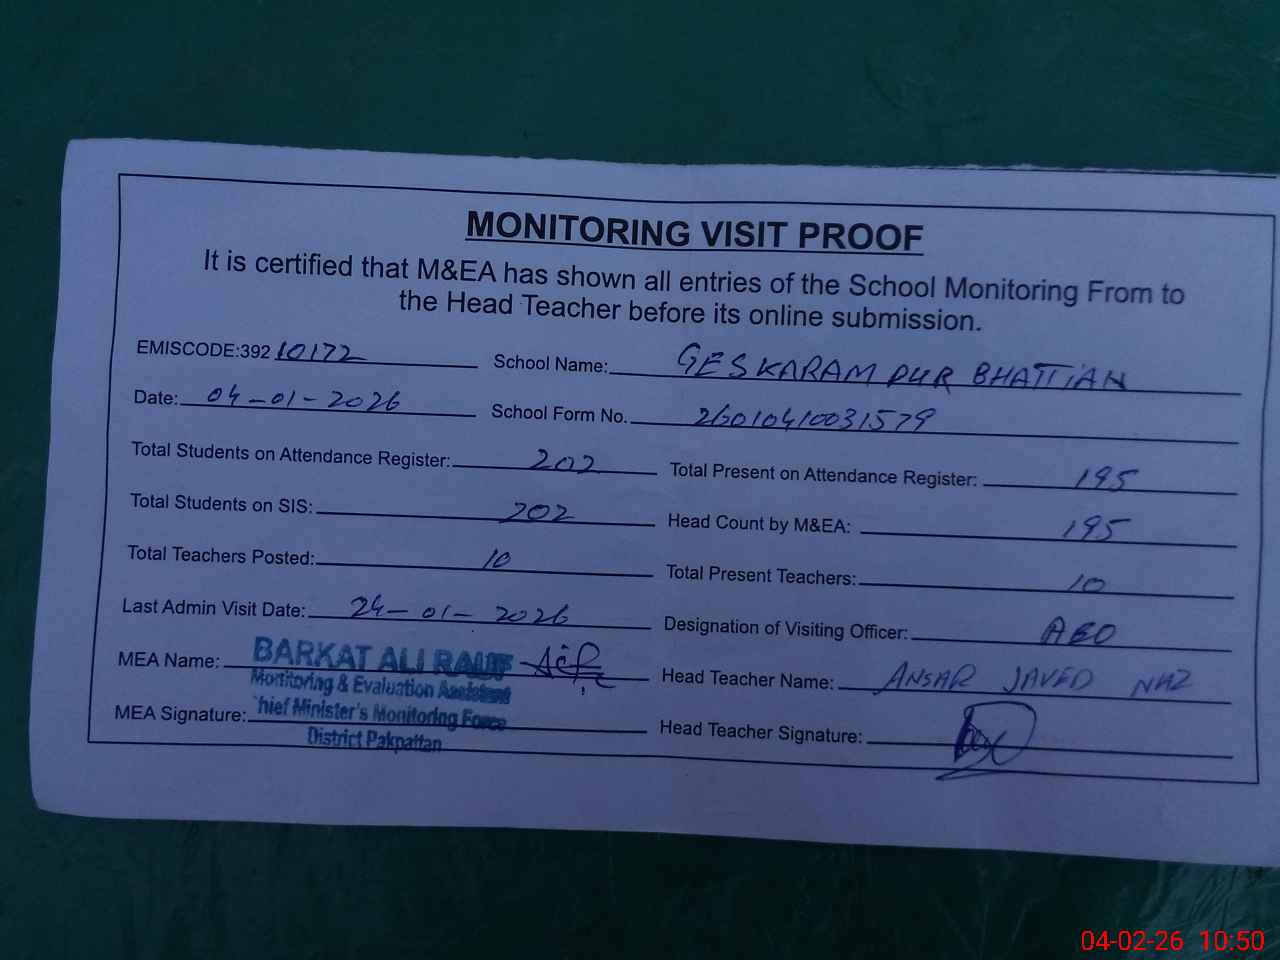 MONITORING VISIT PROOF
It is certified that M&EA has shown all entries of the School Monitoring From to
the Head Teacher before its online submission.
EMISCODE:392 10172 School Name: GES KARAM PUR BHATTIAN
Date: 04-01-2026 School Form No. 26010410031579
Total Students on Attendance Register: 202 Total Present on Attendance Register: 195
Total Students on SIS: 202 Head Count by M&EA: 195
Total Teachers Posted: 10 Total Present Teachers: 10
Last Admin Visit Date: 24-01-2026 Designation of Visiting Officer: AEO
MEA Name: BARKAT ALI RAUF Head Teacher Name: ANSAR JAVED NAZ
Monitoring & Evaluation Assistant
hief Minister's Monitoring Force
MEA Signature: Head Teacher Signature:
District Pakpattan
04-02-26 10:50